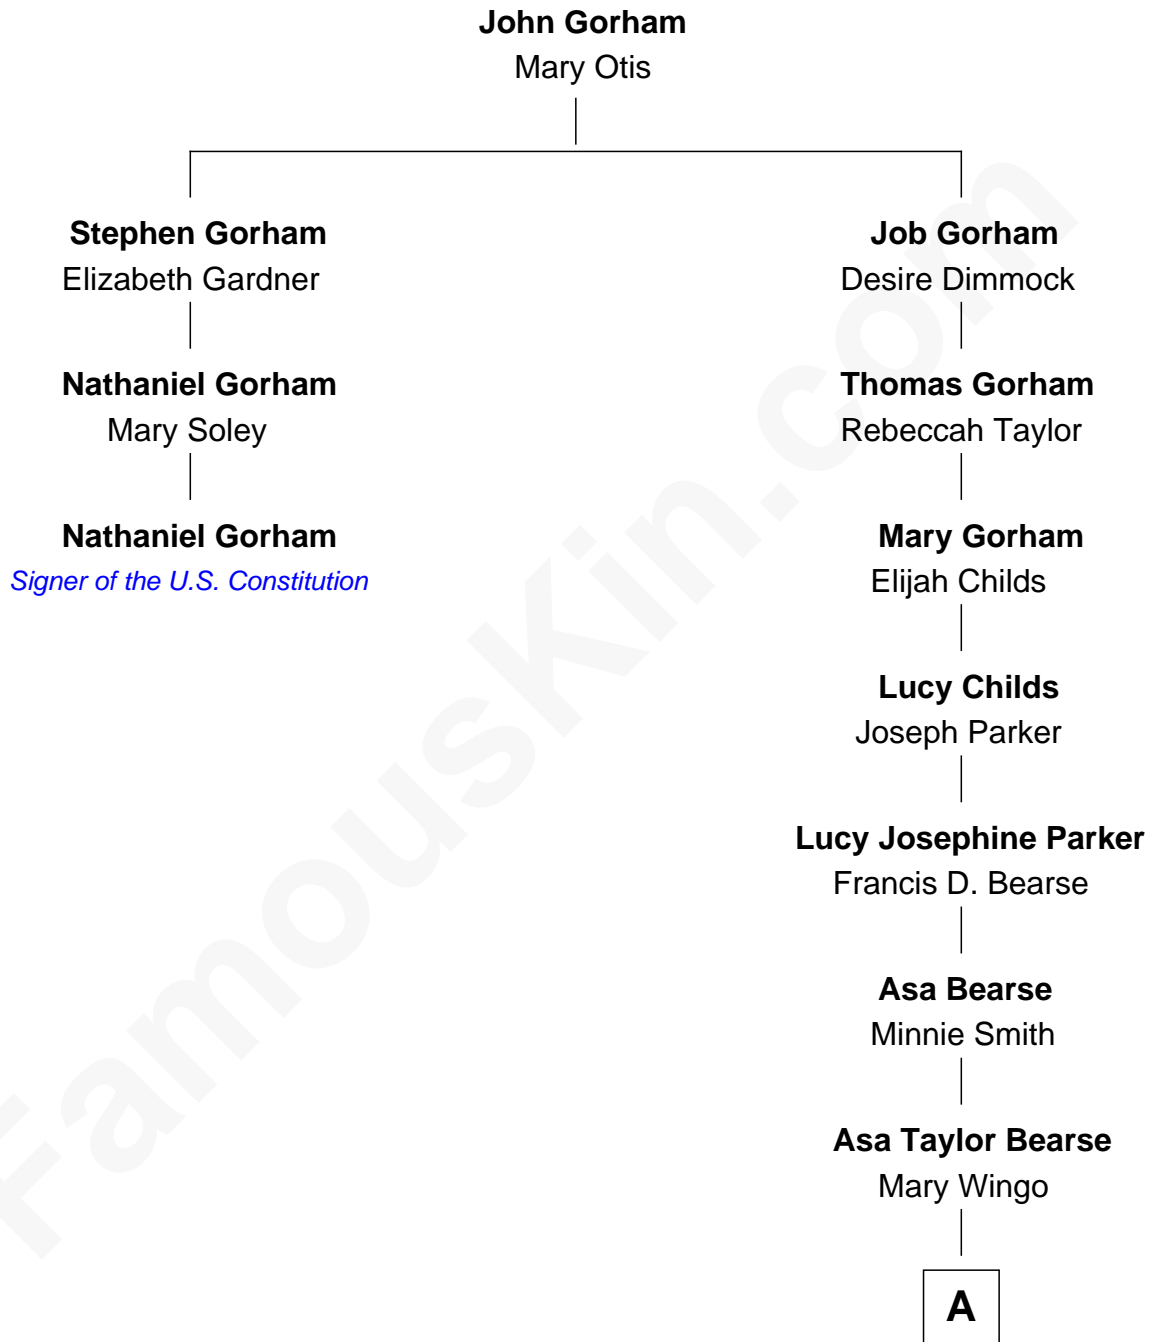 John Gorham
Mary Otis
Stephen Gorham
Elizabeth Gardner
Job Gorham
Desire Dimmock
Nathaniel Gorham
Mary Soley
Thomas Gorham
Rebeccah Taylor
Nathaniel Gorham
Signer of the U.S. Constitution
Mary Gorham
Elijah Childs
Lucy Childs
Joseph Parker
Lucy Josephine Parker
Francis D. Bearse
Asa Bearse
Minnie Smith
Asa Taylor Bearse
Mary Wingo
A
FamousKin.com